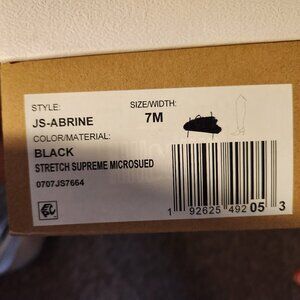 STYLE: SIZE/WIDTH:
JS-ABRINE 7M
COLOR/MATERIAL:
BLACK
STRETCH SUPREME MICROSUED
0707JS7664
1 92625 49205 3